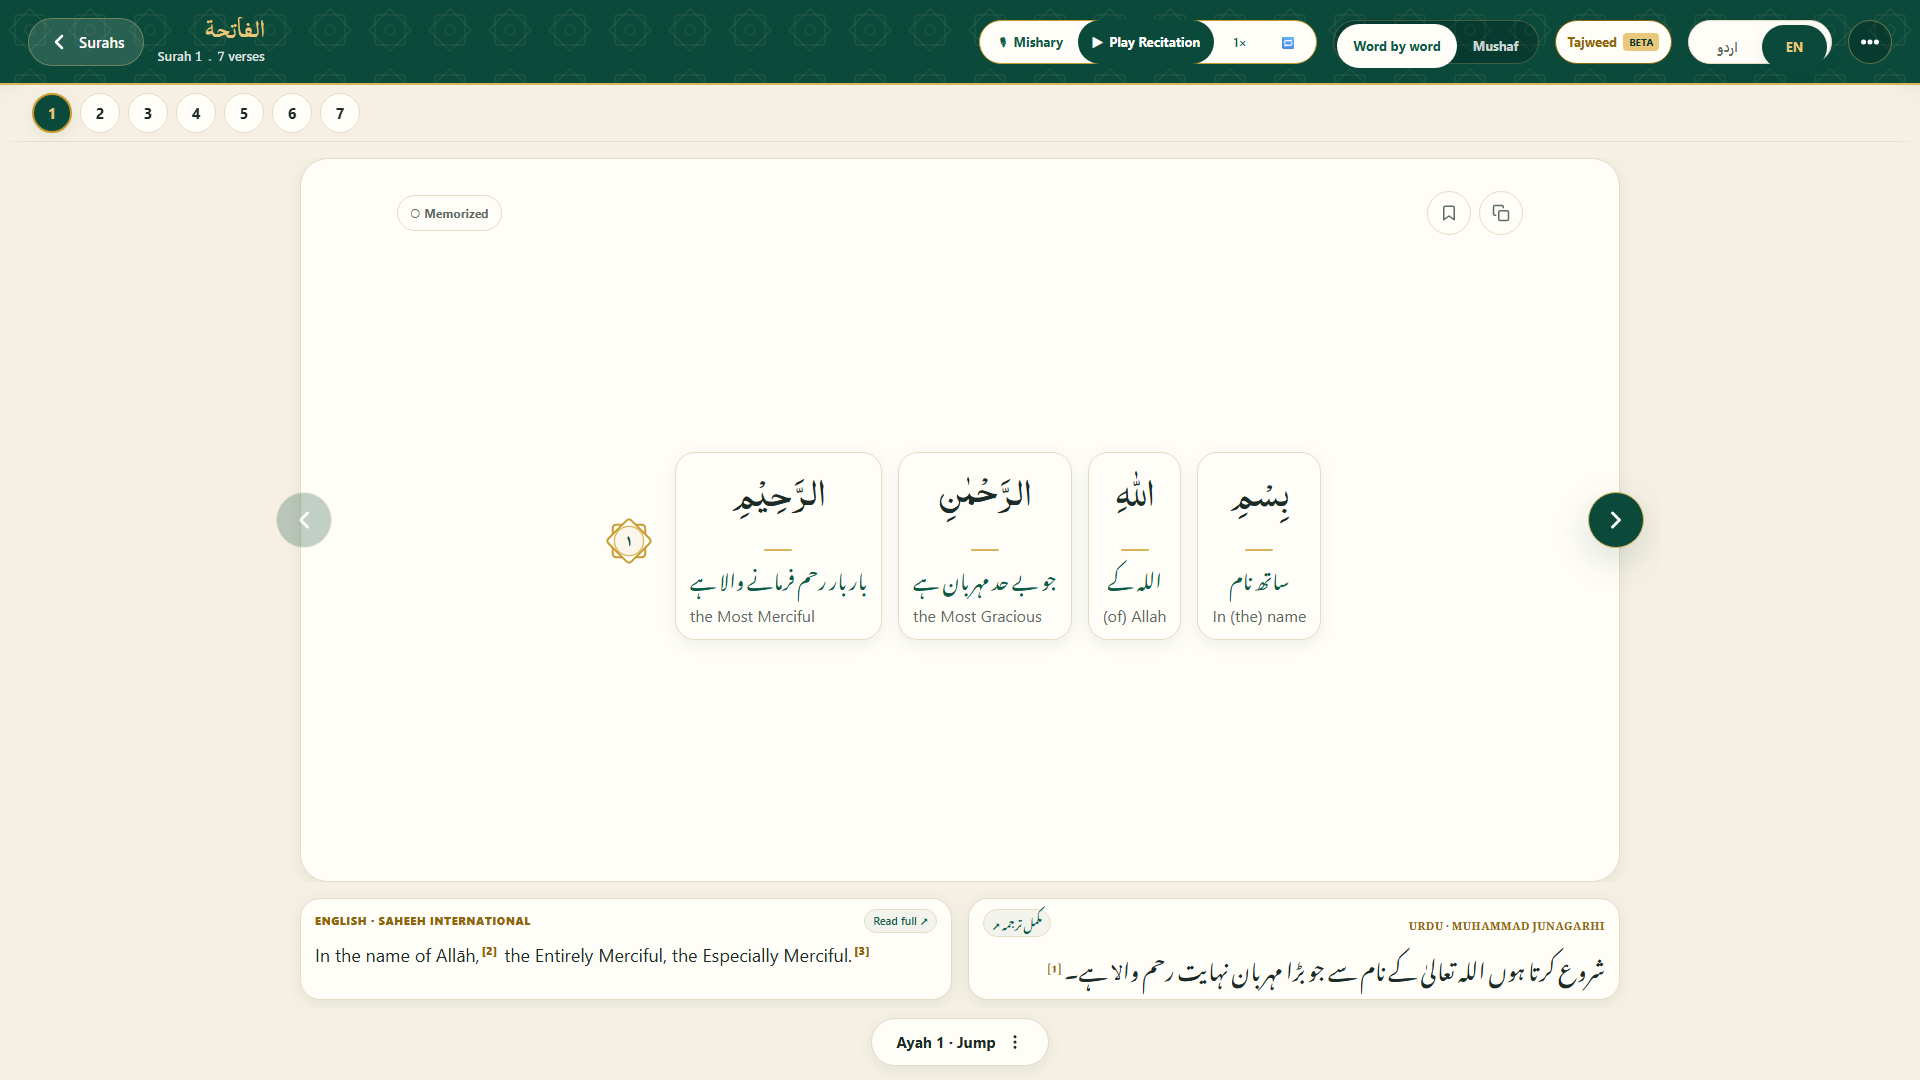 Surahs
الفاتحة
Surah 1 . 7 verses
Mishary
Play Recitation
1×
Word by word
Mushaf
Tajweed BETA
اردو
EN
1 2 3 4 5 6 7
Memorized
بِسْمِ اللّٰهِ الرَّحْمٰنِ الرَّحِيْمِ ١
ساتھ نام
اللہ کے
جو بے حد مہربان ہے
بار بار رحم فرمانے والا ہے
In (the) name
(of) Allah
the Most Gracious
the Most Merciful
ENGLISH · SAHEEH INTERNATIONAL
Read full ↗
In the name of Allāh,[2] the Entirely Merciful, the Especially Merciful.[3]
URDU · MUHAMMAD JUNAGARHI
مکمل ترجمہ ↗
شروع کرتا ہوں اللہ تعالیٰ کے نام سے جو بڑا مہربان نہایت رحم والا ہے۔ [١]
Ayah 1 · Jump